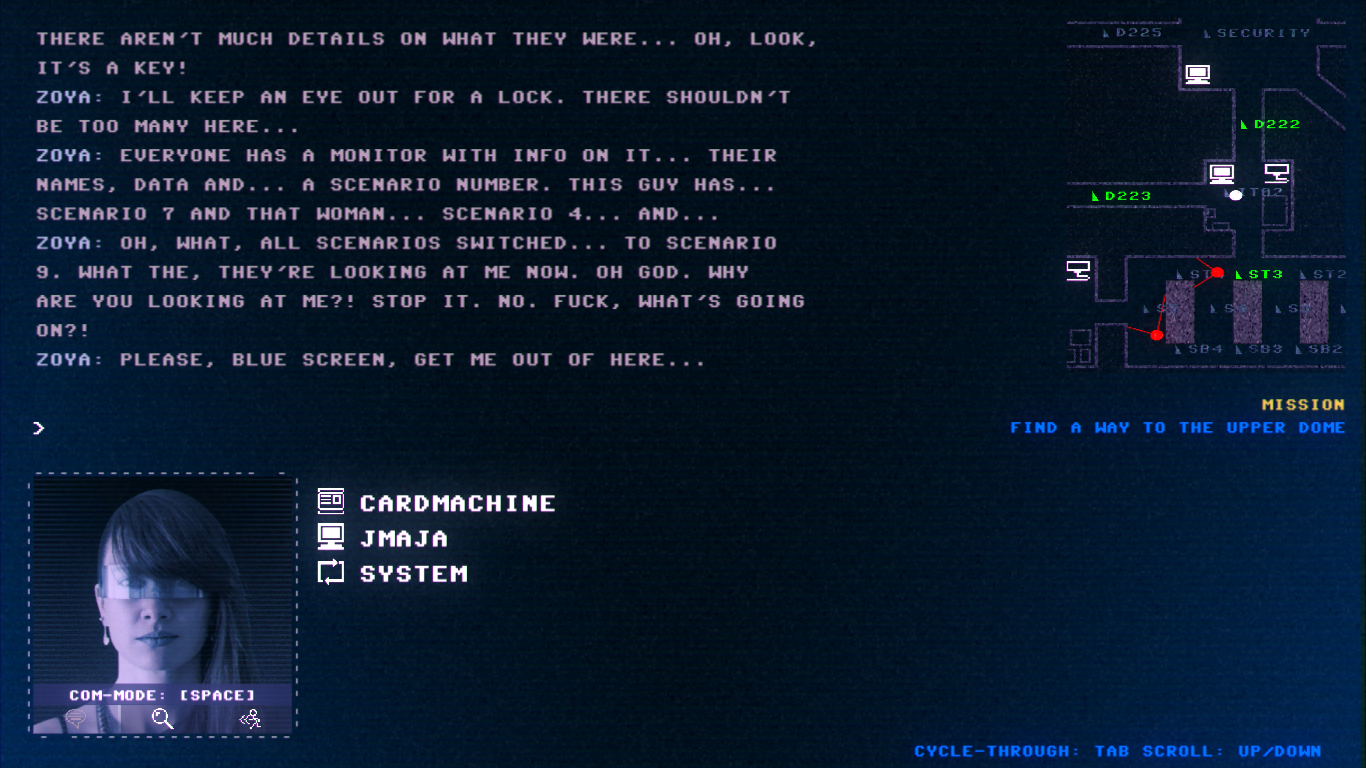 THERE AREN'T MUCH DETAILS ON WHAT THEY WERE... OH, LOOK,
IT'S A KEY!
ZOYA: I'LL KEEP AN EYE OUT FOR A LOCK. THERE SHOULDN'T
BE TOO MANY HERE...
ZOYA: EVERYONE HAS A MONITOR WITH INFO ON IT... THEIR
NAMES, DATA AND... A SCENARIO NUMBER. THIS GUY HAS...
SCENARIO 7 AND THAT WOMAN... SCENARIO 4... AND...
ZOYA: OH, WHAT, ALL SCENARIOS SWITCHED... TO SCENARIO
9. WHAT THE, THEY'RE LOOKING AT ME NOW. OH GOD. WHY
ARE YOU LOOKING AT ME?! STOP IT. NO. FUCK, WHAT'S GOING
ON?!
ZOYA: PLEASE, BLUE SCREEN, GET ME OUT OF HERE...
>
D225 SECURITY
D222
D223
ST3 ST2
SB4 SB3 SB2
MISSION
FIND A WAY TO THE UPPER DOME
CARDMACHINE
JMAJA
SYSTEM
COM-MODE: [SPACE]
CYCLE-THROUGH: TAB SCROLL: UP/DOWN